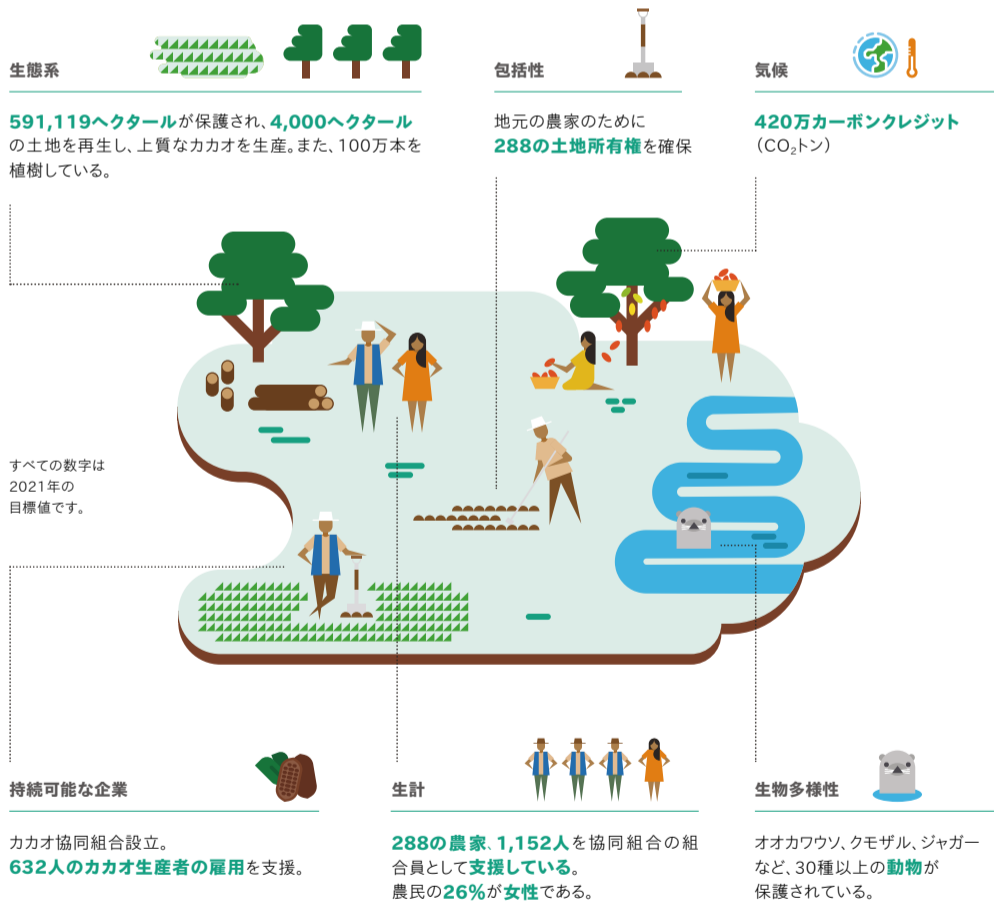 生態系
591,119ヘクタールが保護され、4,000ヘクタール
の土地を再生し、上質なカカオを生産。また、100万本を
植樹している。
包括性
地元の農家のために
288の土地所有権を確保
気候
420万カーボンクレジット
（CO₂トン）
すべての数字は
2021年の
目標値です。
持続可能な企業
カカオ協同組合設立。
632人のカカオ生産者の雇用を支援。
生計
288の農家、1,152人を協同組合の組
合員として支援している。
農民の26%が女性である。
生物多様性
オオカワウソ、クモザル、ジャガー
など、30種以上の動物が
保護されている。